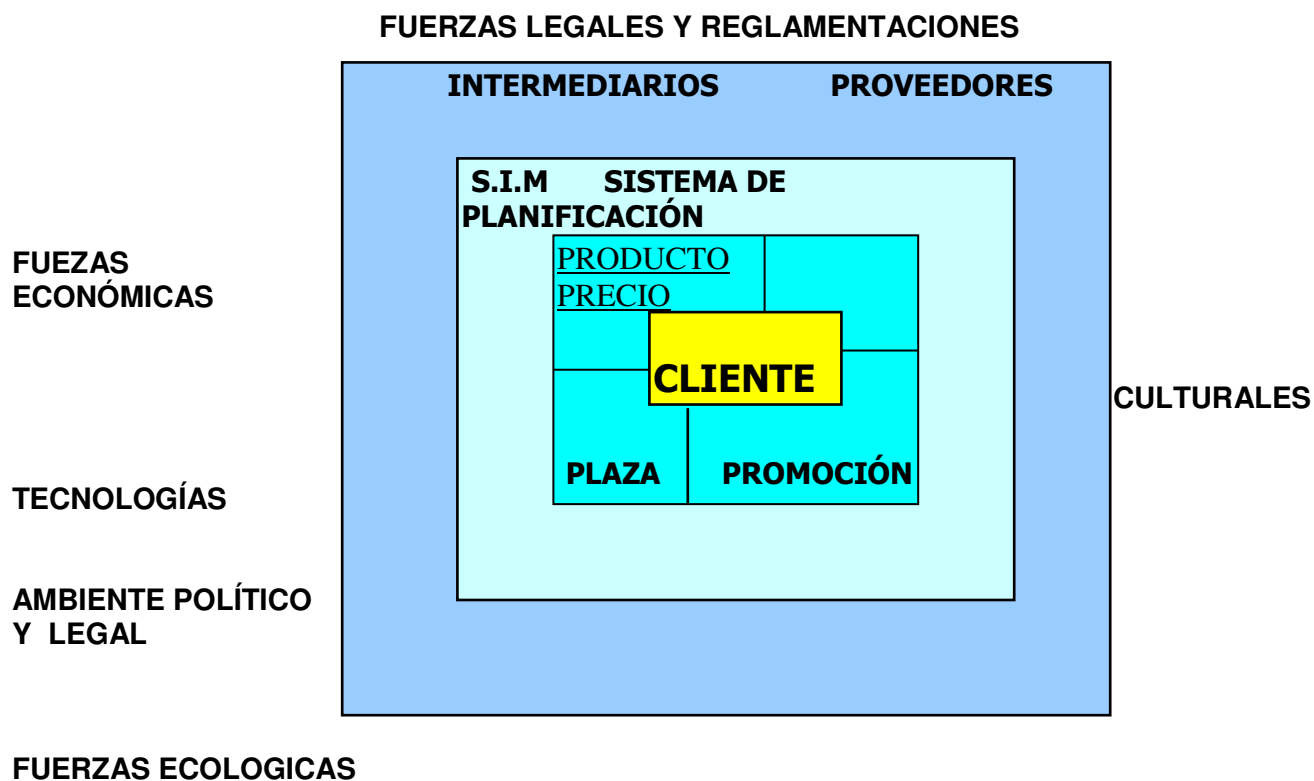 FUERZAS LEGALES Y REGLAMENTACIONES
INTERMEDIARIOS PROVEEDORES
S.I.M SISTEMA DE
PLANIFICACIÓN
PRODUCTO
PRECIO
CLIENTE
PLAZA PROMOCIÓN
FUEZAS
ECONÓMICAS
CULTURALES
TECNOLOGÍAS
AMBIENTE POLÍTICO
Y LEGAL
FUERZAS ECOLOGICAS